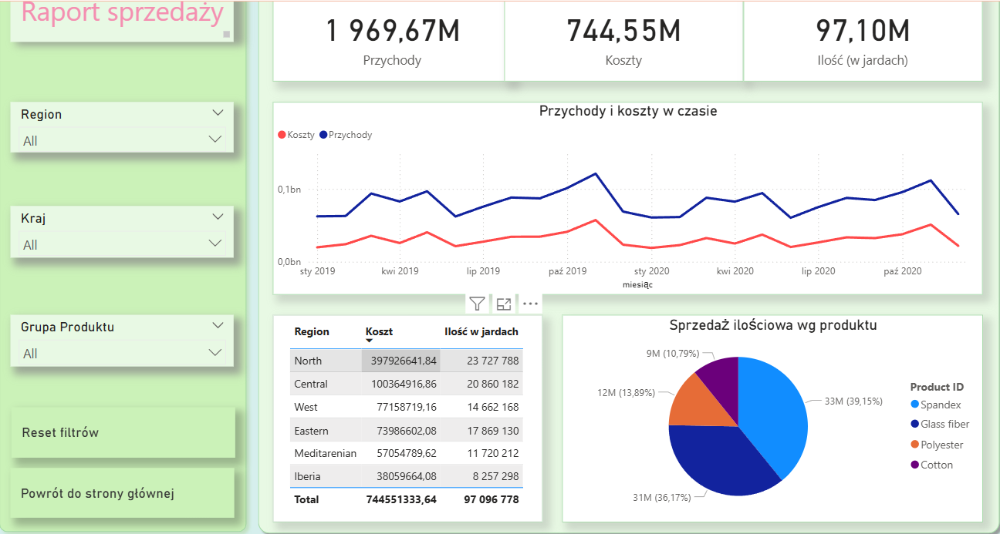 Raport sprzedaży
1 969,67M
Przychody
744,55M
Koszty
97,10M
Ilość (w jardach)
Region
All
Kraj
All
Grupa Produktu
All
Reset filtrów
Powrót do strony głównej
Przychody i koszty w czasie
Koszty Przychody
0,1bn
0,0bn
sty 2019 kwi 2019 lip 2019 paź 2019 sty 2020 kwi 2020 lip 2020 paź 2020
miesiąc
Region Koszt Ilość w jardach
North 397926641,84 23 727 788
Central 100364916,86 20 860 182
West 77158719,16 14 662 168
Eastern 73986602,08 17 869 130
Meditarenian 57054789,62 11 720 212
Iberia 38059664,08 8 257 298
Total 744551333,64 97 096 778
Sprzedaż ilościowa wg produktu
9M (10,79%)
12M (13,89%)
33M (39,15%)
31M (36,17%)
Product ID
Spandex
Glass fiber
Polyester
Cotton